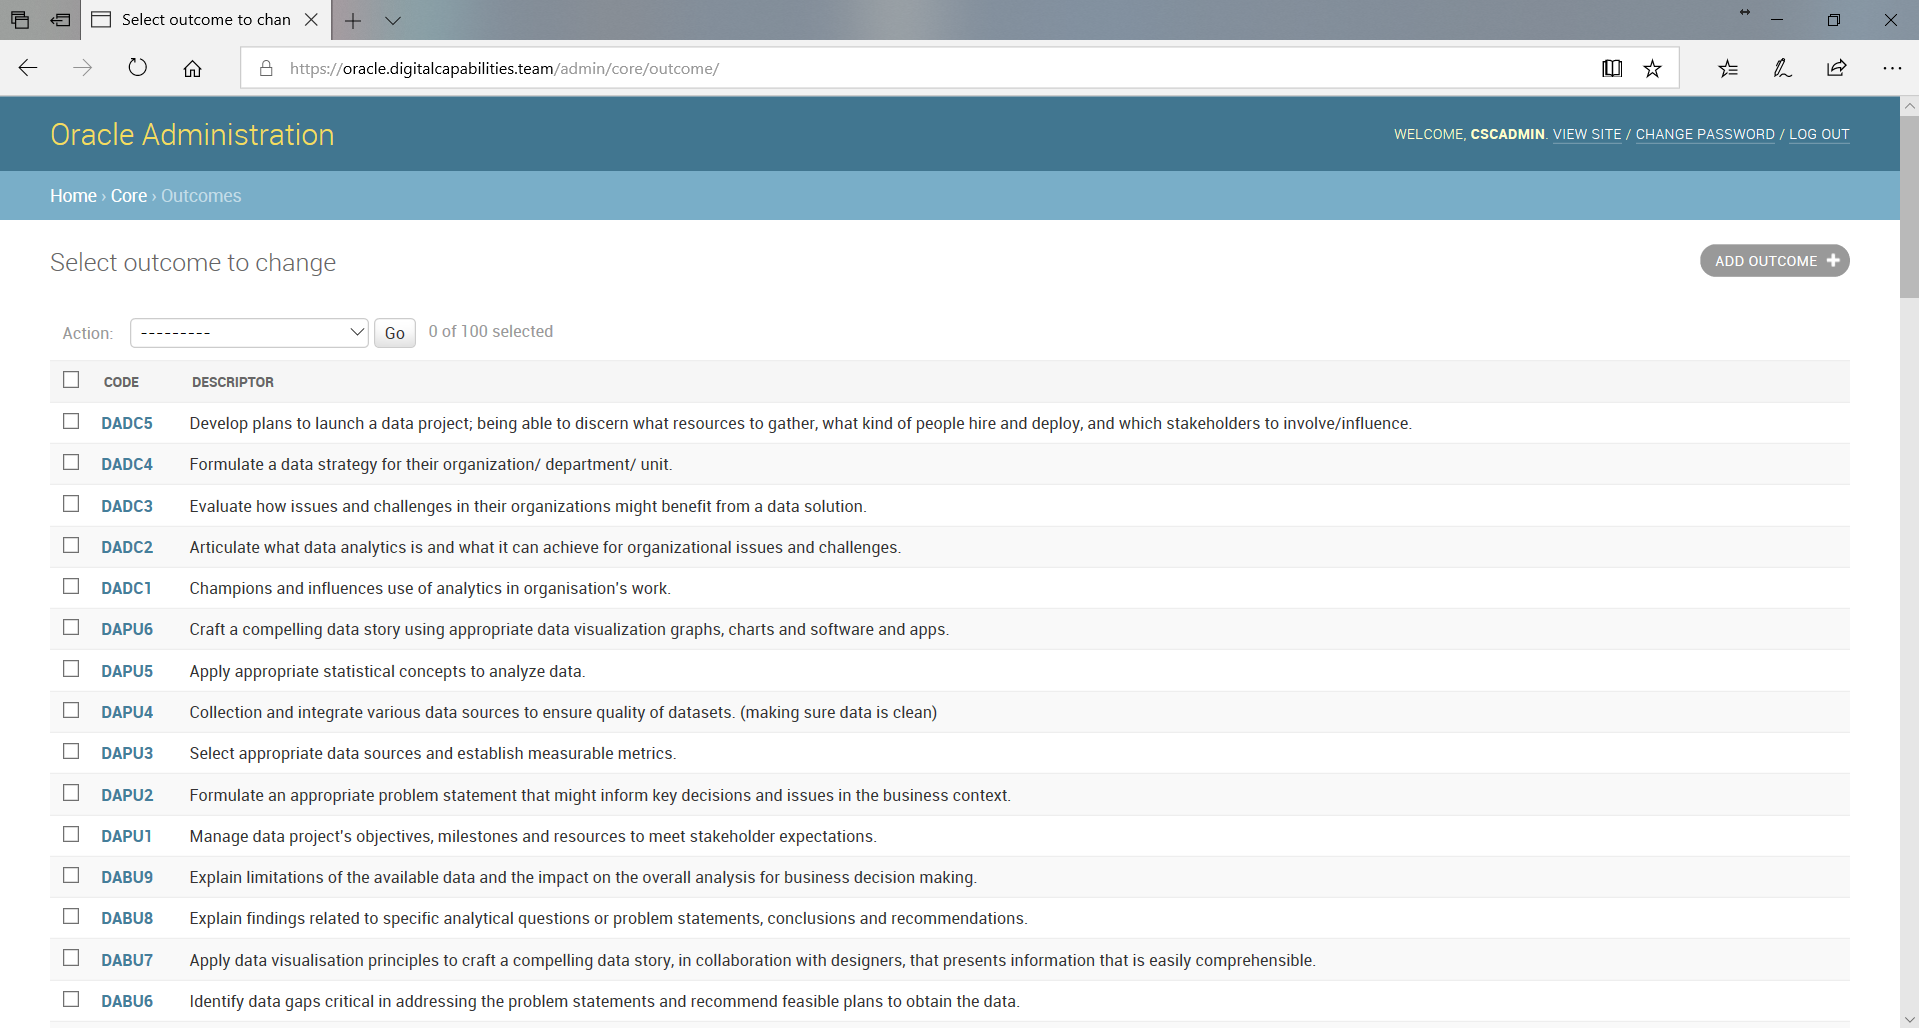 Select outcome to chan
https://oracle.digitalcapabilities.team/admin/core/outcome/
Oracle Administration
WELCOME, CSCADMIN. VIEW SITE / CHANGE PASSWORD / LOG OUT
Home › Core › Outcomes
Select outcome to change
ADD OUTCOME
Action: --------- Go 0 of 100 selected
CODE DESCRIPTOR
DADC5 Develop plans to launch a data project; being able to discern what resources to gather, what kind of people hire and deploy, and which stakeholders to involve/influence.
DADC4 Formulate a data strategy for their organization/ department/ unit.
DADC3 Evaluate how issues and challenges in their organizations might benefit from a data solution.
DADC2 Articulate what data analytics is and what it can achieve for organizational issues and challenges.
DADC1 Champions and influences use of analytics in organisation's work.
DAPU6 Craft a compelling data story using appropriate data visualization graphs, charts and software and apps.
DAPU5 Apply appropriate statistical concepts to analyze data.
DAPU4 Collection and integrate various data sources to ensure quality of datasets. (making sure data is clean)
DAPU3 Select appropriate data sources and establish measurable metrics.
DAPU2 Formulate an appropriate problem statement that might inform key decisions and issues in the business context.
DAPU1 Manage data project's objectives, milestones and resources to meet stakeholder expectations.
DABU9 Explain limitations of the available data and the impact on the overall analysis for business decision making.
DABU8 Explain findings related to specific analytical questions or problem statements, conclusions and recommendations.
DABU7 Apply data visualisation principles to craft a compelling data story, in collaboration with designers, that presents information that is easily comprehensible.
DABU6 Identify data gaps critical in addressing the problem statements and recommend feasible plans to obtain the data.